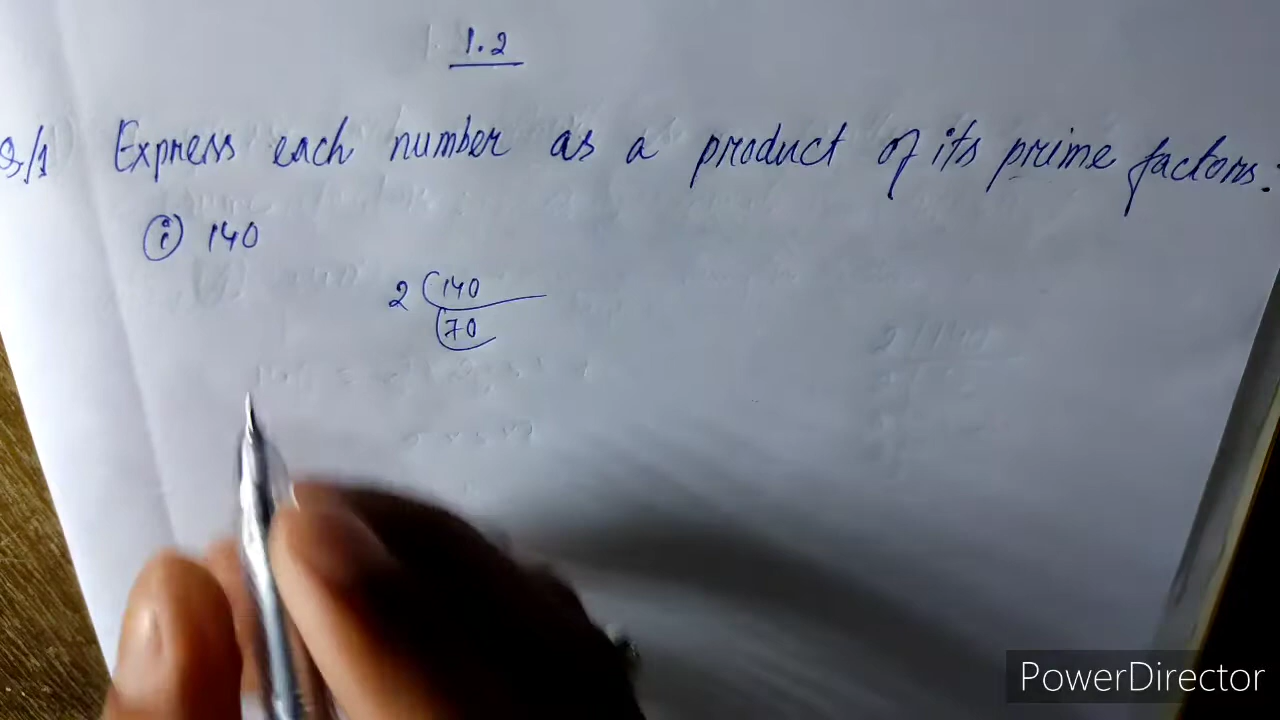 1.2
Q/1 Express each number as a product of its prime factors:
(i) 140
2 140
70
PowerDirector